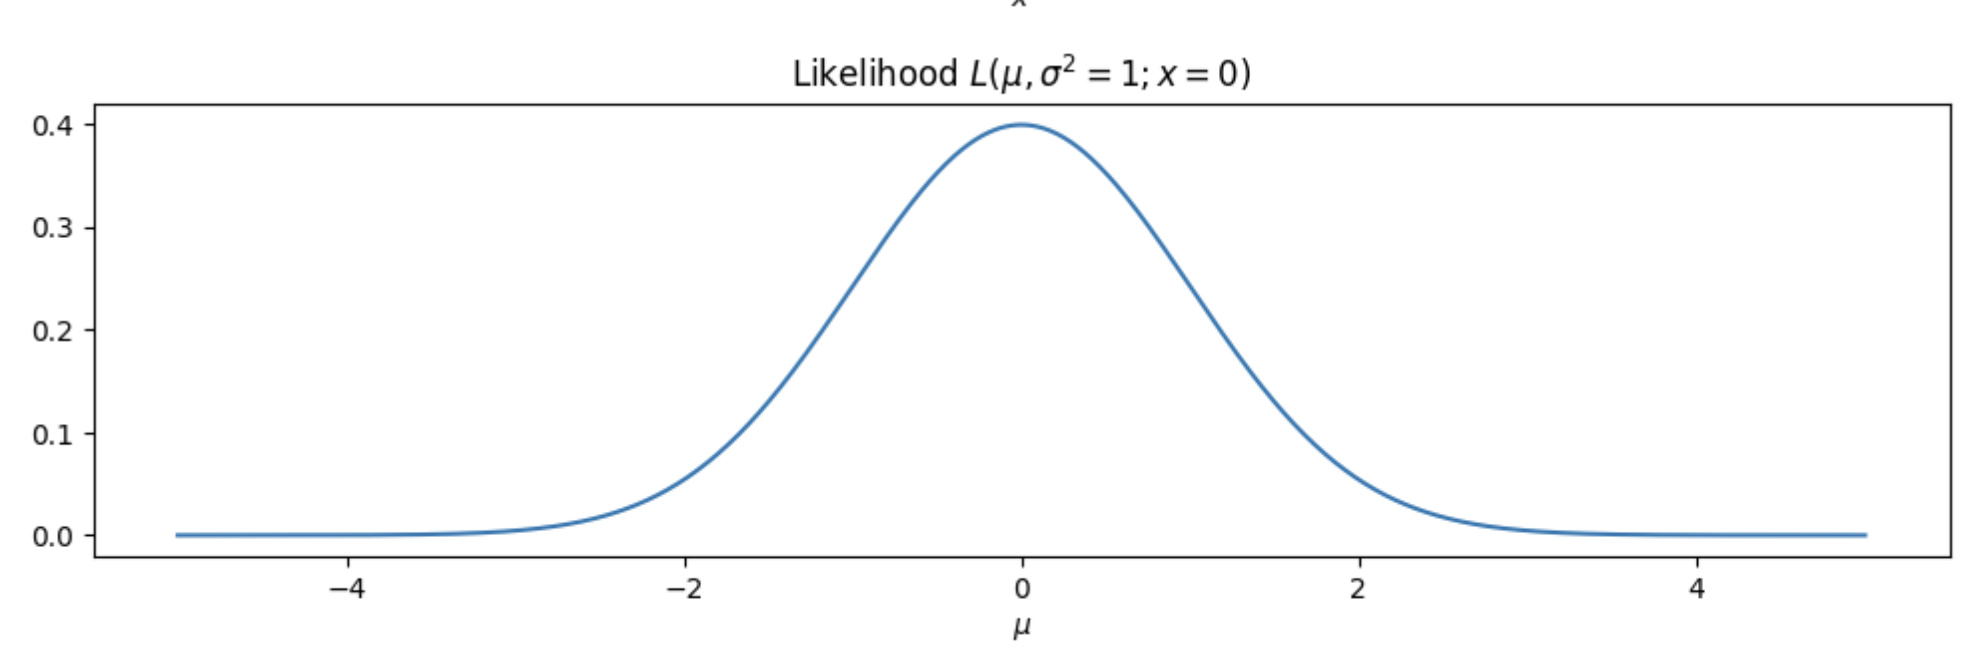 x
Likelihood L(μ, σ² = 1; x = 0)
0.4
0.3
0.2
0.1
0.0
−4 −2 0 2 4
μ